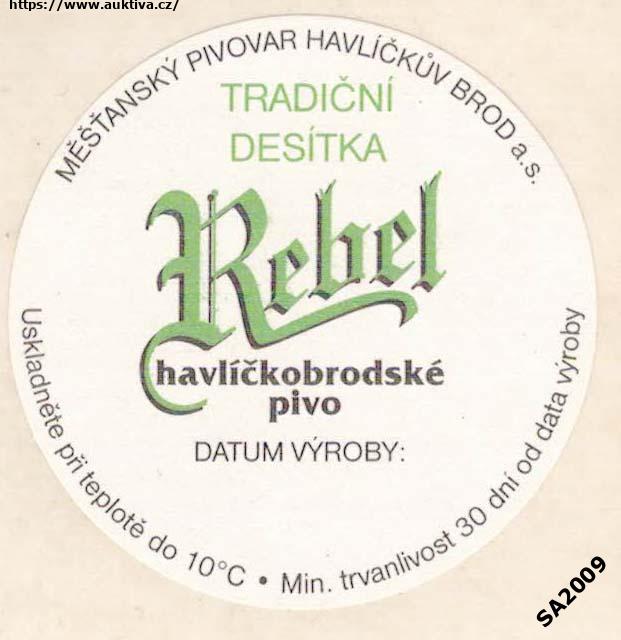 https://www.auktiva.cz/
MĚŠŤANSKÝ PIVOVAR HAVLÍČKŮV BROD a.s.
TRADIČNÍ
DESÍTKA
Rebel
havlíčkobrodské
pivo
DATUM VÝROBY:
Uskladněte při teplotě do 10°C • Min. trvanlivost 30 dní od data výroby
SA2009